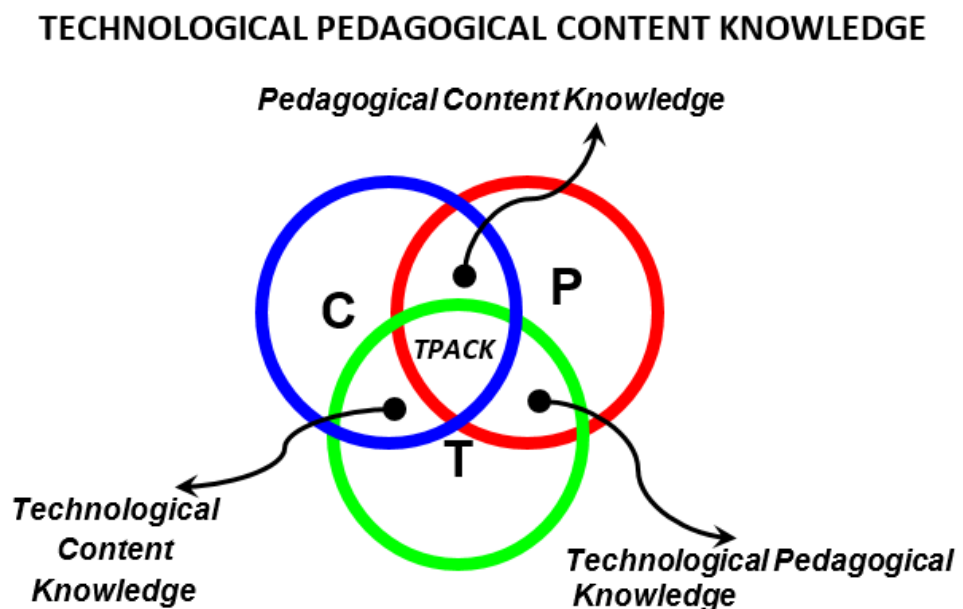 TECHNOLOGICAL PEDAGOGICAL CONTENT KNOWLEDGE
Pedagogical Content Knowledge
C
P
TPACK
T
Technological
Content
Knowledge
Technological Pedagogical
Knowledge